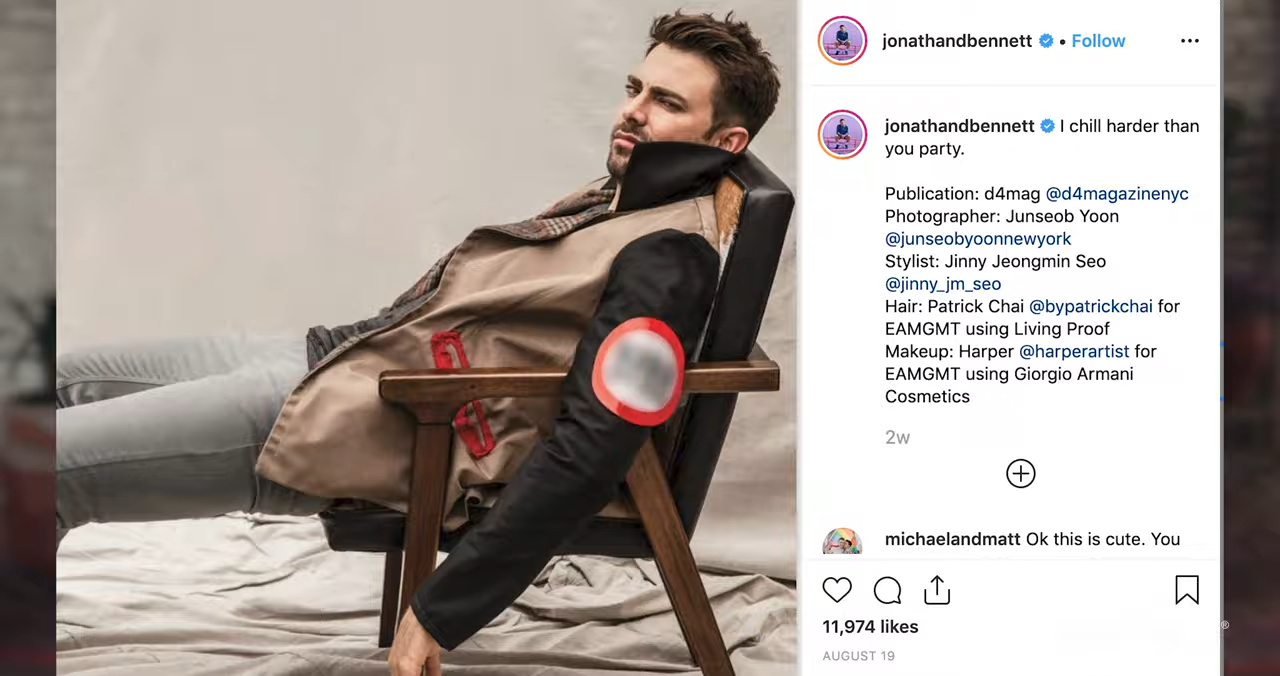 jonathandbennett • Follow
jonathandbennett I chill harder than
you party.
Publication: d4mag @d4magazinenyc
Photographer: Junseob Yoon
@junseobyoonnewyork
Stylist: Jinny Jeongmin Seo
@jinny_jm_seo
Hair: Patrick Chai @bypatrickchai for
EAMGMT using Living Proof
Makeup: Harper @harperartist for
EAMGMT using Giorgio Armani
Cosmetics
2w
michaelandmatt Ok this is cute. You
11,974 likes
®
AUGUST 19